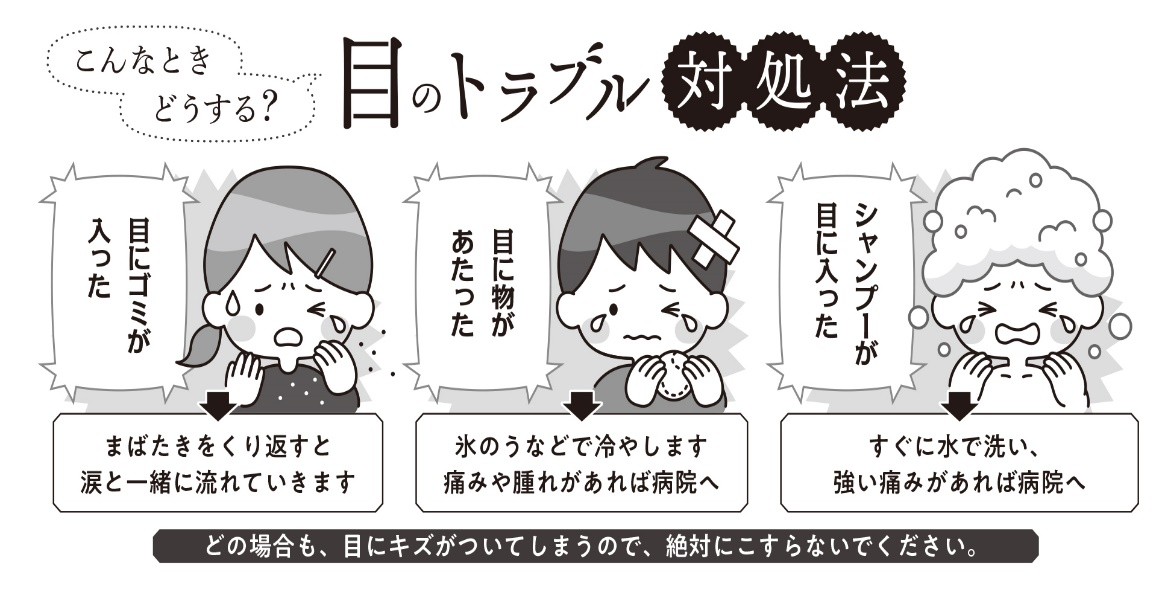 こんなとき
どうする？
目のトラブル対処法
目にゴミが
入った
目に物が
あたった
シャンプーが
目に入った
まばたきをくり返すと
涙と一緒に流れていきます
氷のうなどで冷やします
痛みや腫れがあれば病院へ
すぐに水で洗い、
強い痛みがあれば病院へ
どの場合も、目にキズがついてしまうので、絶対にこすらないでください。